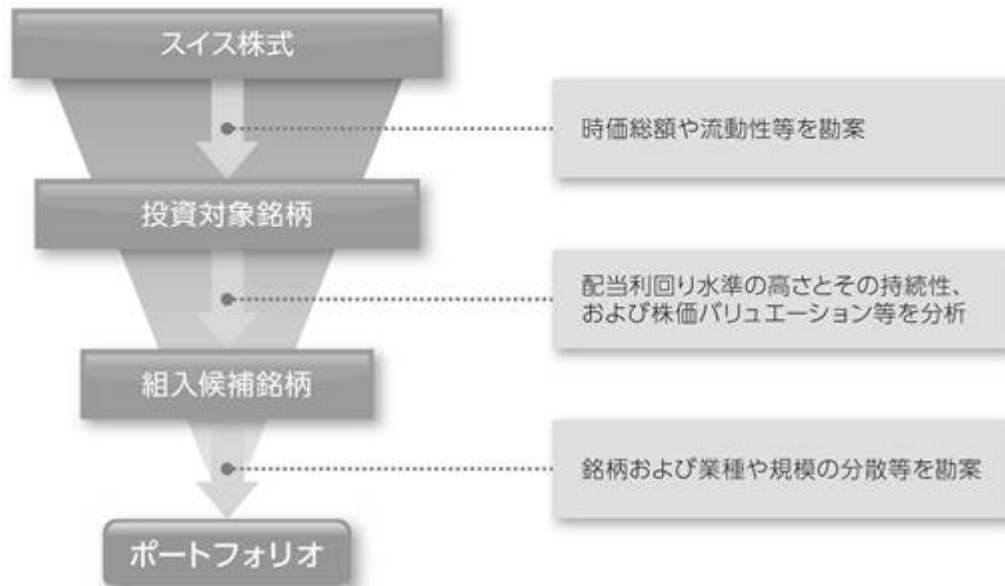 スイス株式
時価総額や流動性等を勘案
投資対象銘柄
配当利回り水準の高さとその持続性、
および株価バリュエーション等を分析
組入候補銘柄
銘柄および業種や規模の分散等を勘案
ポートフォリオ